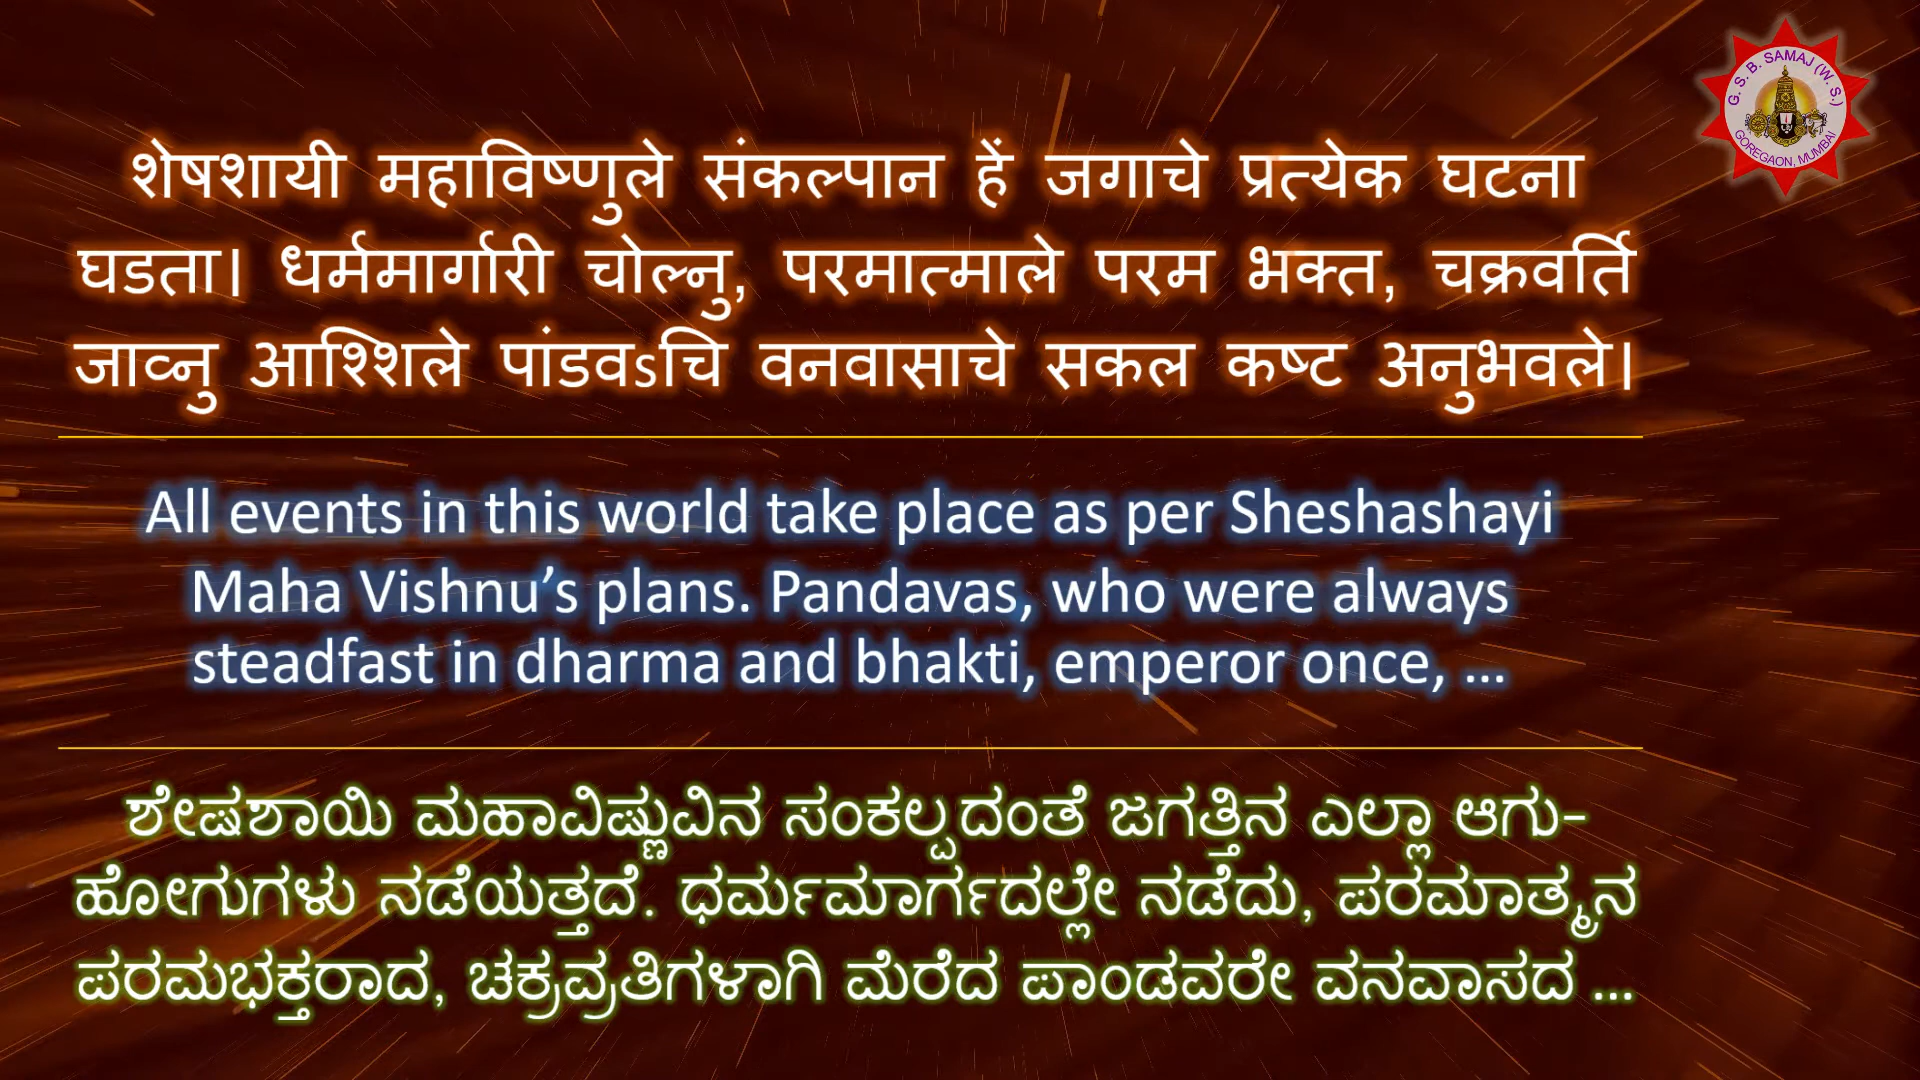 G. S. B. SAMAJ (W. S.)
GOREGAON, MUMBAI
शेषशायी महाविष्णुले संकल्पान हें जगाचे प्रत्येक घटना
घडता। धर्ममार्गारी चोल्नु, परमात्माले परम भक्त, चक्रवर्ति
जाव्नु आश्शिले पांडवऽचि वनवासाचे सकल कष्ट अनुभवले।
All events in this world take place as per Sheshashayi
Maha Vishnu’s plans. Pandavas, who were always
steadfast in dharma and bhakti, emperor once, ...
ಶೇಷಶಾಯಿ ಮಹಾವಿಷ್ಣುವಿನ ಸಂಕಲ್ಪದಂತೆ ಜಗತ್ತಿನ ಎಲ್ಲಾ ಆಗು-
ಹೋಗುಗಳು ನಡೆಯತ್ತದೆ. ಧರ್ಮಮಾರ್ಗದಲ್ಲೇ ನಡೆದು, ಪರಮಾತ್ಮನ
ಪರಮಭಕ್ತರಾದ, ಚಕ್ರವ್ರತಿಗಳಾಗಿ ಮೆರೆದ ಪಾಂಡವರೇ ವನವಾಸದ ...